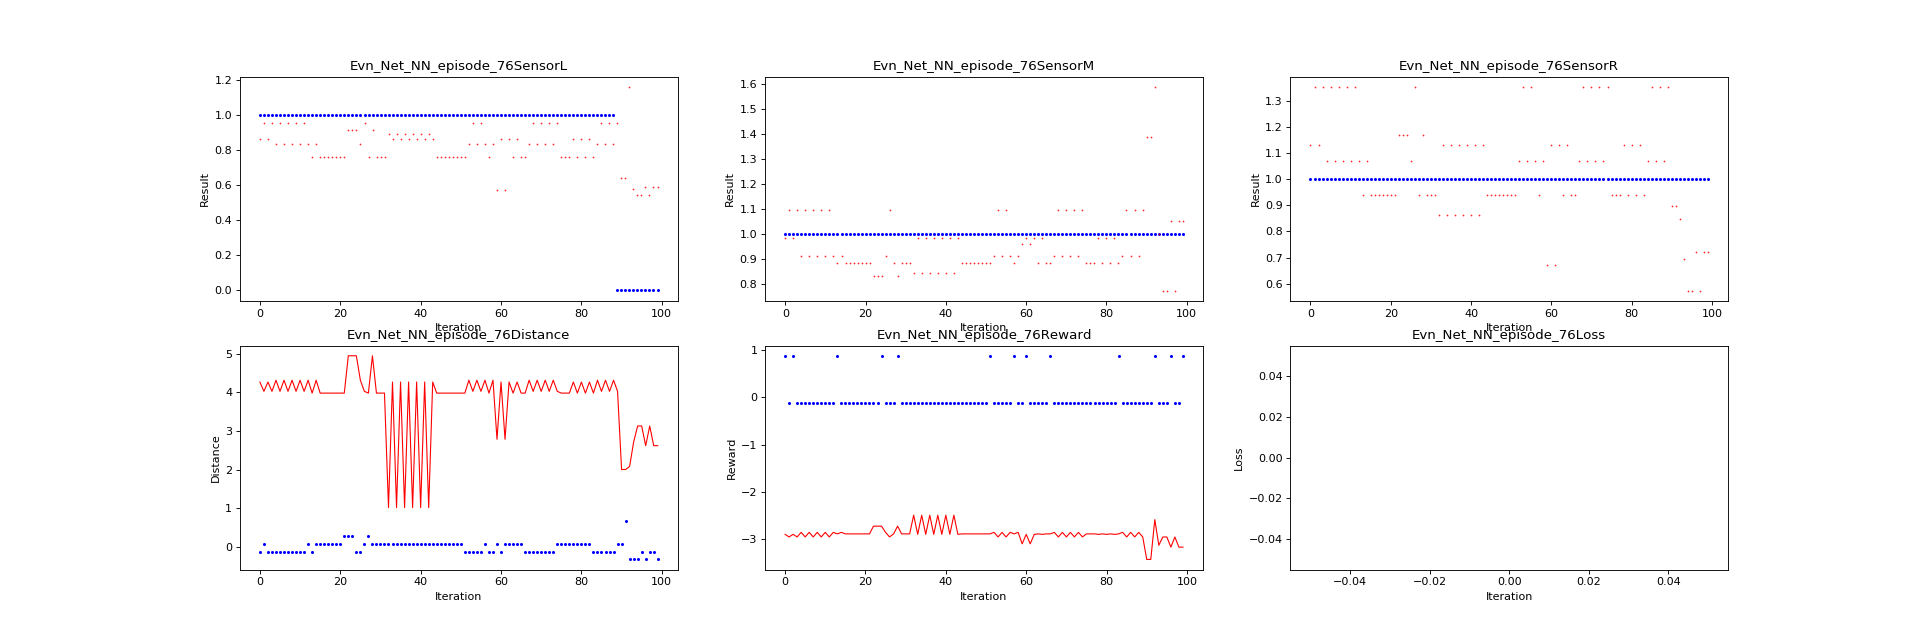 Evn_Net_NN_episode_76SensorL
1.2
1.0
0.8
0.6
0.4
0.2
0.0
Result
0 20 40 60 80 100
Iteration
Evn_Net_NN_episode_76SensorM
1.6
1.5
1.4
1.3
1.2
1.1
1.0
0.9
0.8
Result
0 20 40 60 80 100
Iteration
Evn_Net_NN_episode_76SensorR
1.3
1.2
1.1
1.0
0.9
0.8
0.7
0.6
Result
0 20 40 60 80 100
Iteration
Evn_Net_NN_episode_76Distance
5
4
3
2
1
0
Distance
0 20 40 60 80 100
Iteration
Evn_Net_NN_episode_76Reward
1
0
−1
−2
−3
Reward
0 20 40 60 80 100
Iteration
Evn_Net_NN_episode_76Loss
0.04
0.02
0.00
−0.02
−0.04
Loss
−0.04 −0.02 0.00 0.02 0.04
Iteration